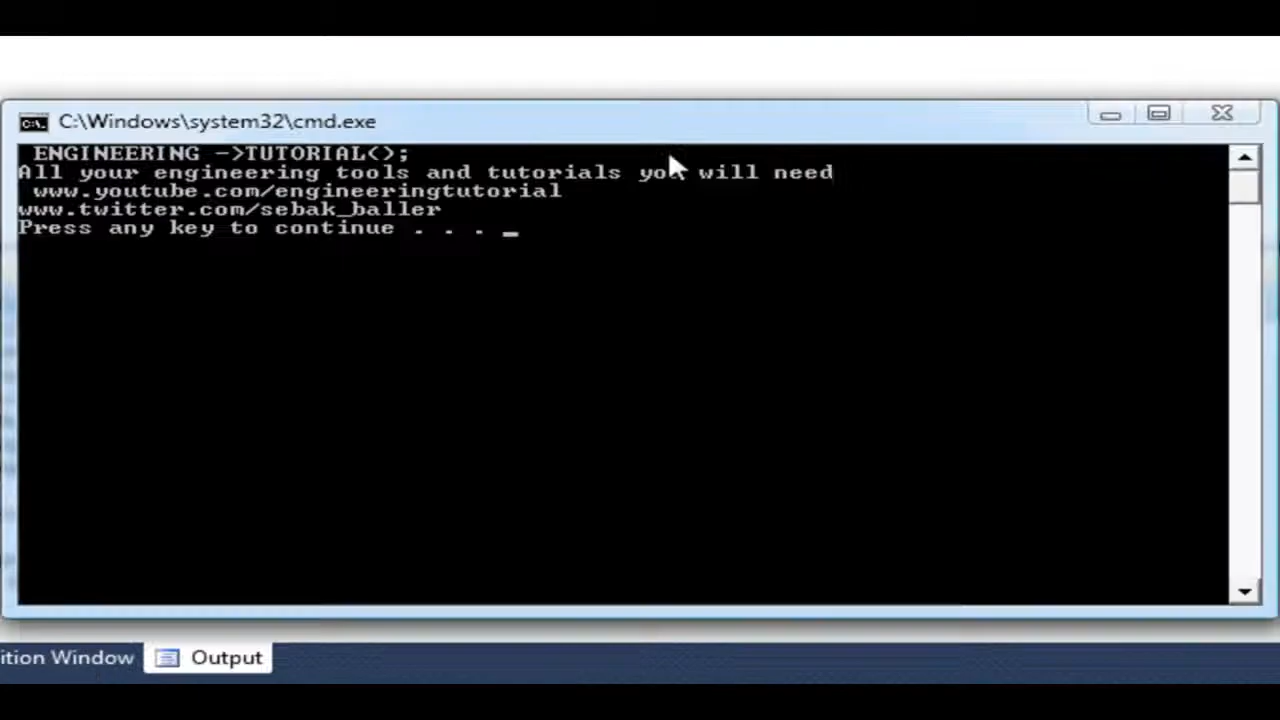 C:\Windows\system32\cmd.exe
ENGINEERING ->TUTORIAL();
All your engineering tools and tutorials you will need
www.youtube.com/engineeringtutorial
www.twitter.com/sebak_baller
Press any key to continue . . . _
ition Window
Output